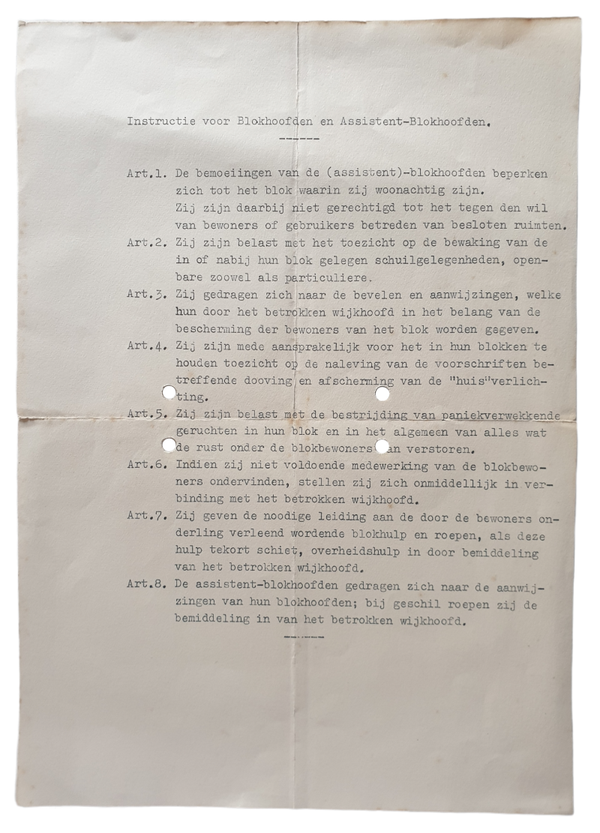 Instructie voor Blokhoofden en Assistent-Blokhoofden.
Art.1. De bemoeiingen van de (assistent)-blokhoofden beperken
zich tot het blok waarin zij woonachtig zijn.
Zij zijn daarbij niet gerechtigd tot het tegen den wil
van bewoners of gebruikers betreden van besloten ruimten.
Art.2. Zij zijn belast met het toezicht op de bewaking van de
in of nabij hun blok gelegen schuilgelegenheden, open-
bare zoowel als particuliere.
Art.3. Zij gedragen zich naar de bevelen en aanwijzingen, welke
hun door het betrokken wijkhoofd in het belang van de
bescherming der bewoners van het blok worden gegeven.
Art.4. Zij zijn mede aansprakelijk voor het in hun blokken te
houden toezicht op de naleving van de voorschriften be-
treffende dooving en afscherming van de "huis"verlich-
ting.
Art.5. Zij zijn belast met de bestrijding van paniekverwekkende
geruchten in hun blok en in het algemeen van alles wat
de rust onder de blokbewoners an verstoren.
Art.6. Indien zij niet voldoende medewerking van de blokbewo-
ners ondervinden, stellen zij zich onmiddellijk in ver-
binding met het betrokken wijkhoofd.
Art.7. Zij geven de noodige leiding aan de door de bewoners on-
derling verleend wordende blokhulp en roepen, als deze
hulp tekort schiet, overheidshulp in door bemiddeling
van het betrokken wijkhoofd.
Art.8. De assistent-blokhoofden gedragen zich naar de aanwij-
zingen van hun blokhoofden; bij geschil roepen zij de
bemiddeling in van het betrokken wijkhoofd.